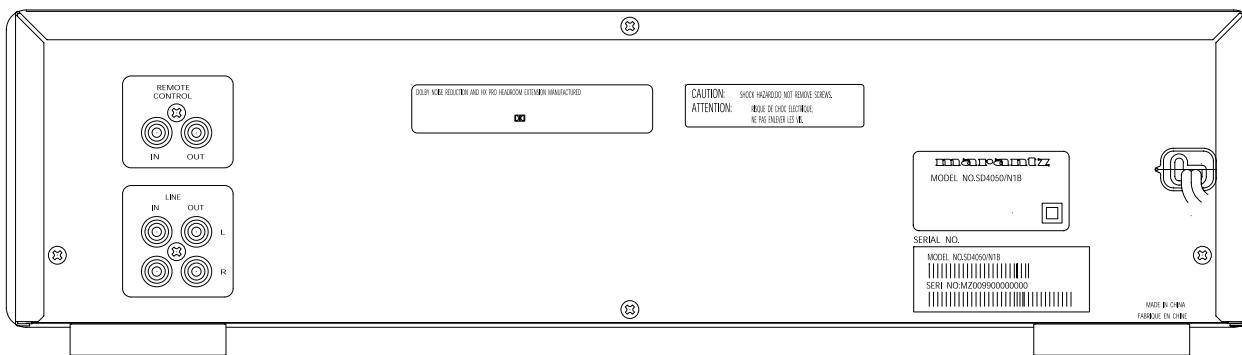 REMOTE
CONTROL
IN OUT
LINE
IN OUT
L
R
DOLBY NOISE REDUCTION AND HX PRO HEADROOM EXTENSION MANUFACTURED
CAUTION: SHOCK HAZARD,DO NOT REMOVE SCREWS.
ATTENTION: RISQUE DE CHOC ELECTRIQUE,
NE PAS ENLEVER LES VIS.
marantz
MODEL NO.SD4050/N1B
SERIAL NO.
MODEL NO.SD4050/N1B
SERI NO:MZ009900000000
MADE IN CHINA
FABRIQUE EN CHINE